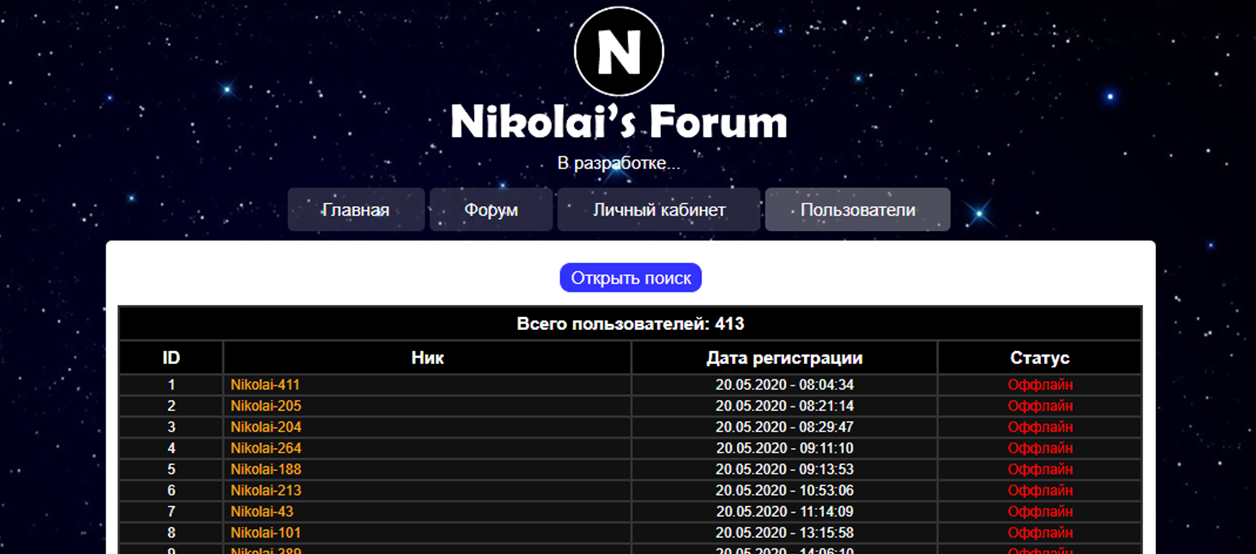 N
Nikolai's Forum
В разработке...
Главная Форум Личный кабинет Пользователи
Открыть поиск
Всего пользователей: 413
ID Ник Дата регистрации Статус
1 Nikolai-411 20.05.2020 - 08:04:34 Оффлайн
2 Nikolai-205 20.05.2020 - 08:21:14 Оффлайн
3 Nikolai-204 20.05.2020 - 08:29:47 Оффлайн
4 Nikolai-264 20.05.2020 - 09:11:10 Оффлайн
5 Nikolai-188 20.05.2020 - 09:13:53 Оффлайн
6 Nikolai-213 20.05.2020 - 10:53:06 Оффлайн
7 Nikolai-43 20.05.2020 - 11:14:09 Оффлайн
8 Nikolai-101 20.05.2020 - 13:15:58 Оффлайн
9 Nikolai-389 20.05.2020 - 14:06:10 Оффлайн